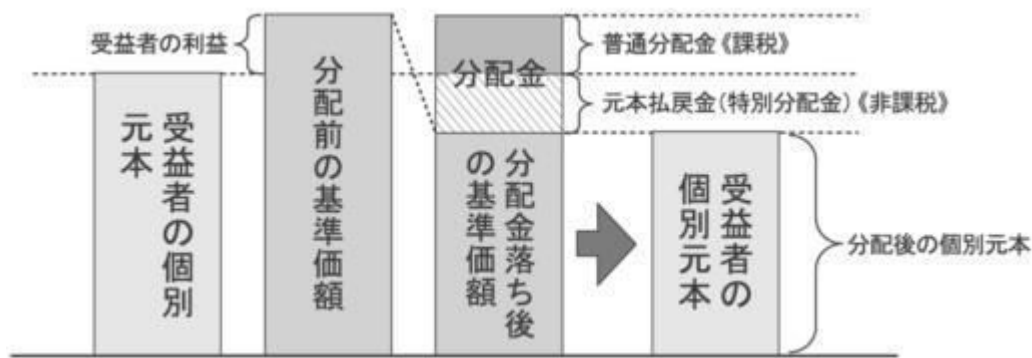 受益者の利益
受益者の個別
元本
分配前の基準価額
分配金
分配金落ち後
の基準価額
普通分配金《課税》
元本払戻金(特別分配金)《非課税》
受益者の
個別元本
分配後の個別元本